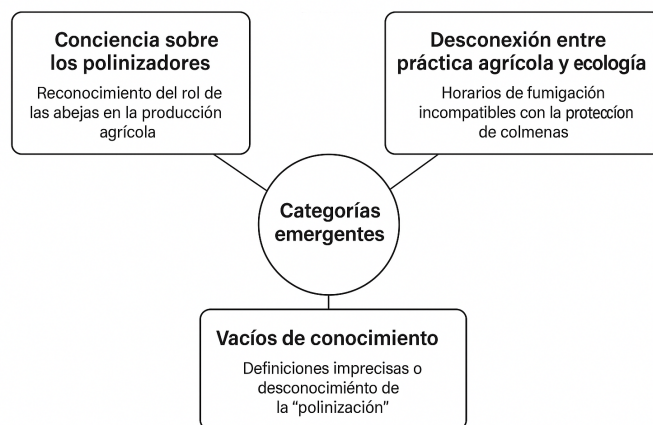 Conciencia sobre
los polinizadores
Reconocimiento del rol de
las abejas en la producción
agrícola
Desconexión entre
práctica agrícola y ecología
Horarios de fumigación
incompatibles con la proteccíon
de colmenas
Categorías
emergentes
Vacíos de conocimiento
Definiciones imprecisas o
desconocimiénto de
la “polinización”